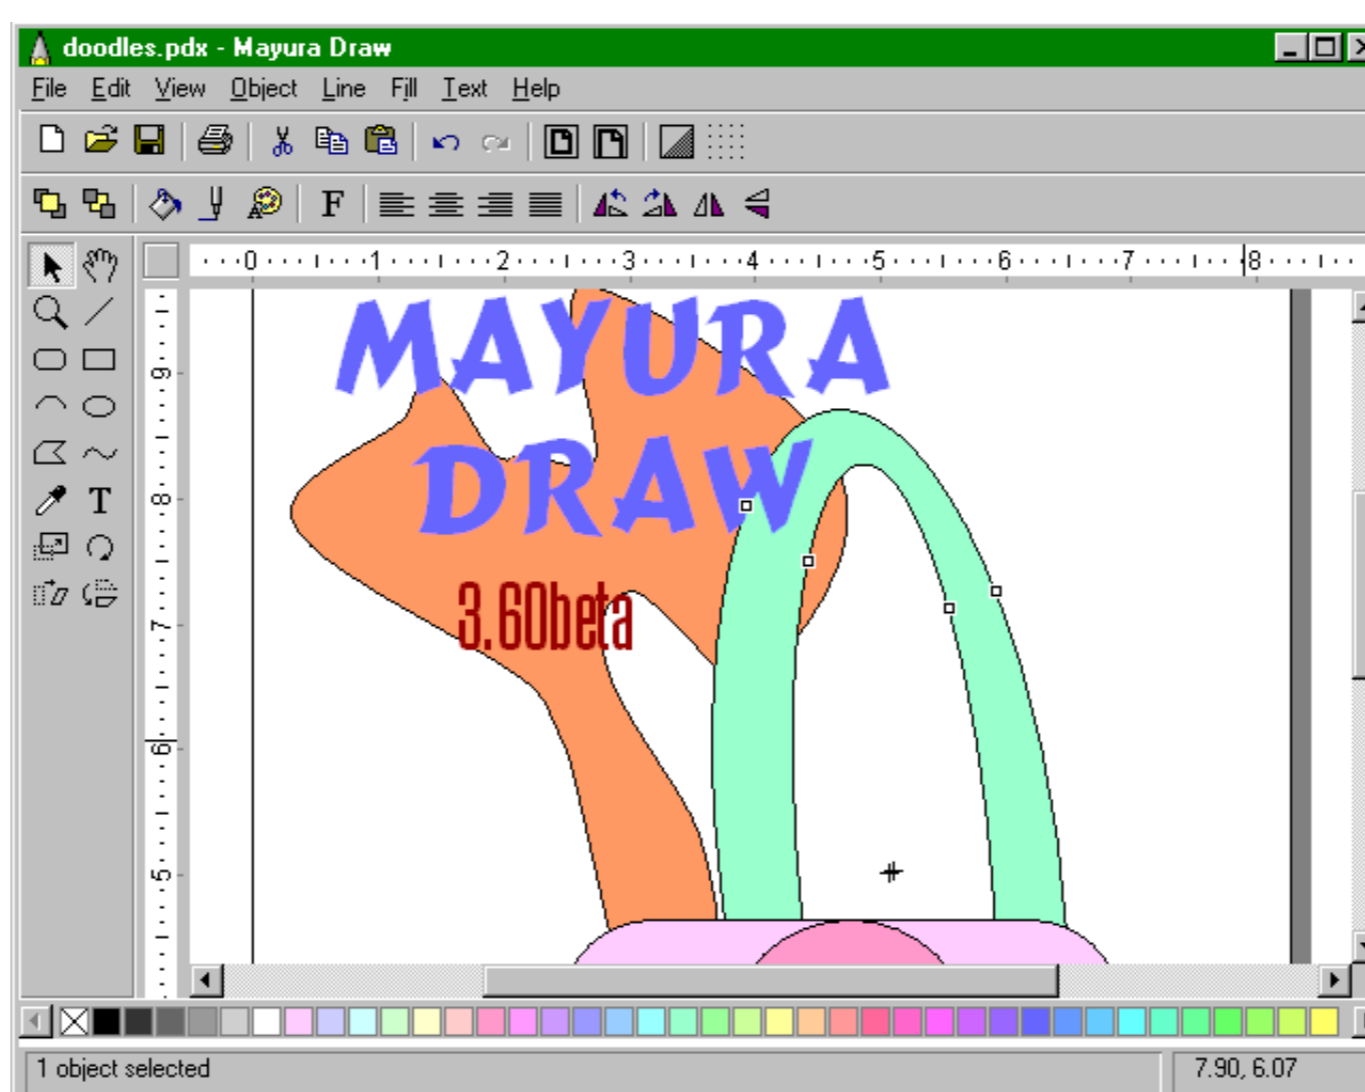 doodles.pdx - Mayura Draw
File Edit View Object Line Fill Text Help
F
0 1 2 3 4 5 6 7 8
9
8
7
6
5
T
MAYURA
DRAW
3.60beta
1 object selected
7.90, 6.07